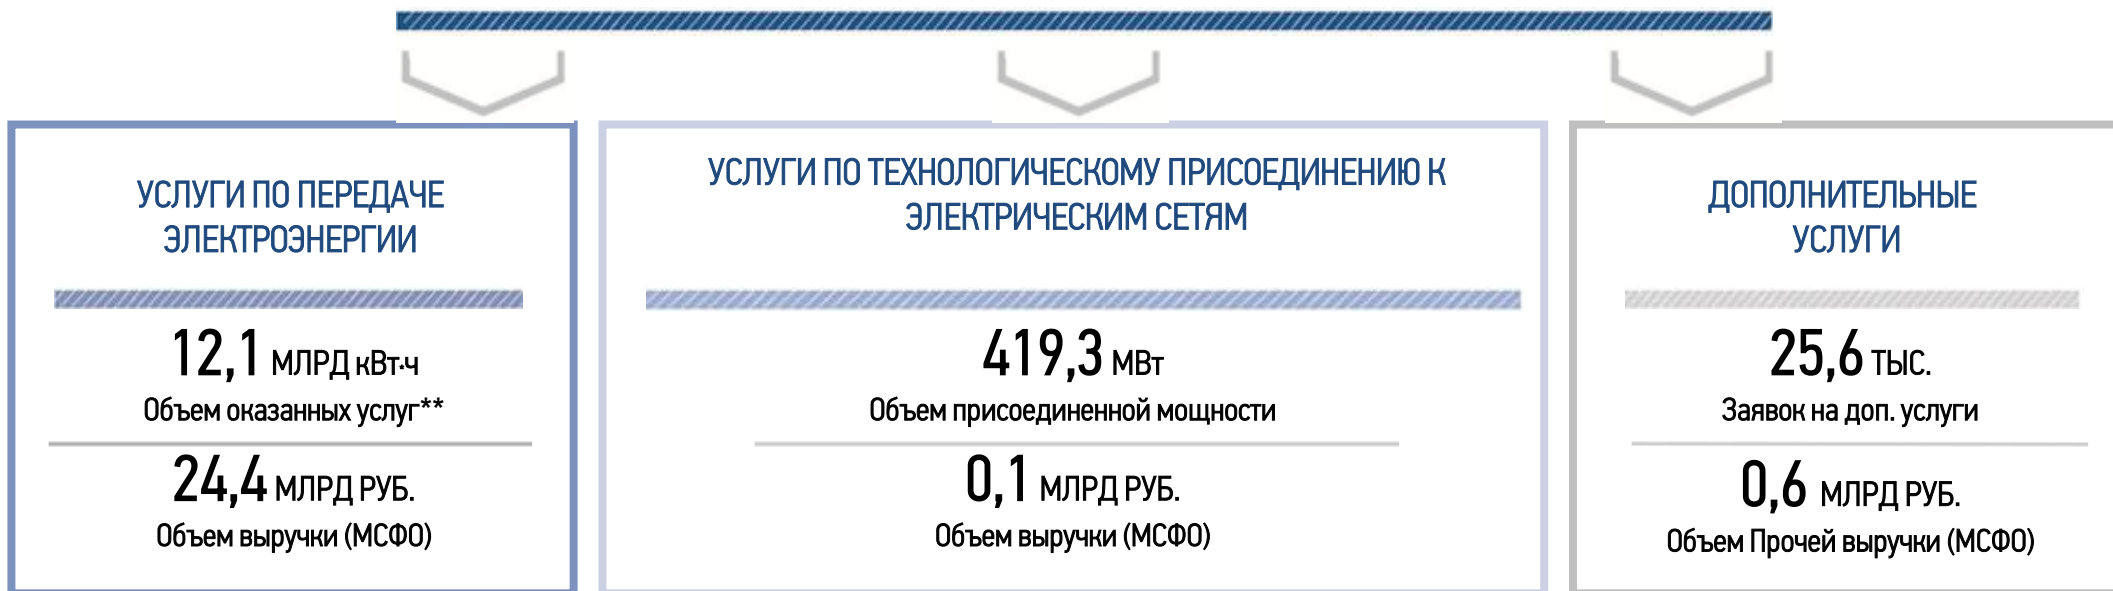 УСЛУГИ ПО ПЕРЕДАЧЕ
ЭЛЕКТРОЭНЕРГИИ
12,1 МЛРД кВт·ч
Объем оказанных услуг**
24,4 МЛРД РУБ.
Объем выручки (МСФО)
УСЛУГИ ПО ТЕХНОЛОГИЧЕСКОМУ ПРИСОЕДИНЕНИЮ К
ЭЛЕКТРИЧЕСКИМ СЕТЯМ
419,3 МВт
Объем присоединенной мощности
0,1 МЛРД РУБ.
Объем выручки (МСФО)
ДОПОЛНИТЕЛЬНЫЕ
УСЛУГИ
25,6 ТЫС.
Заявок на доп. услуги
0,6 МЛРД РУБ.
Объем Прочей выручки (МСФО)